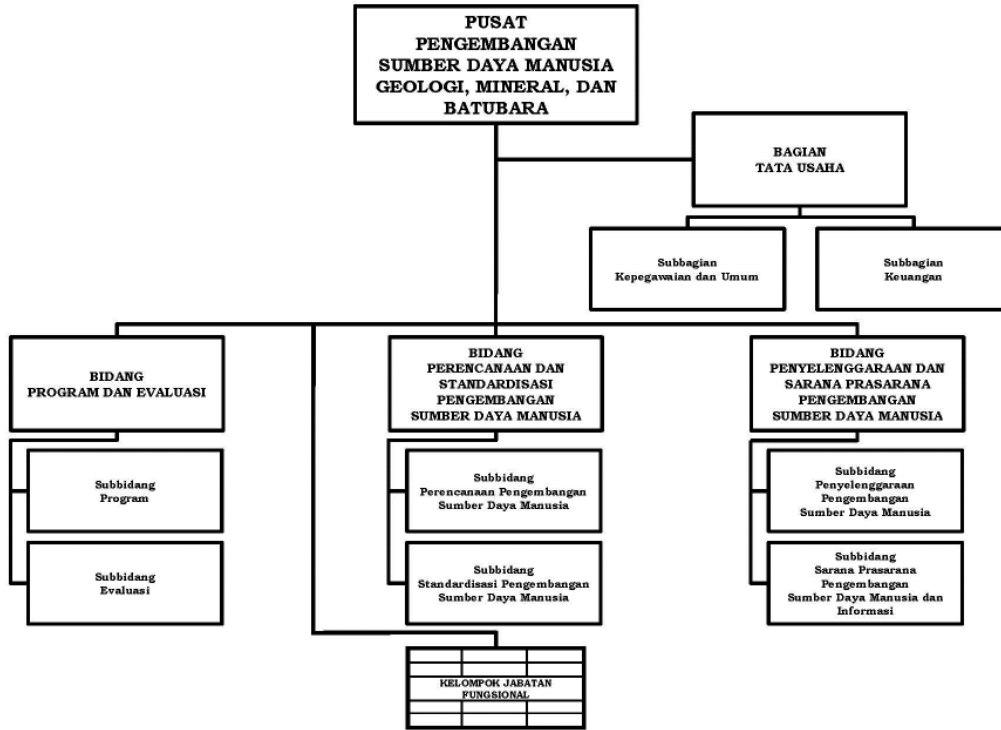 PUSAT
PENGEMBANGAN
SUMBER DAYA MANUSIA
GEOLOGI, MINERAL, DAN
BATUBARA
BAGIAN
TATA USAHA
Subbagian
Kepegawaian dan Umum
Subbagian
Keuangan
BIDANG
PROGRAM DAN EVALUASI
BIDANG
PERENCANAAN DAN
STANDARDISASI
PENGEMBANGAN
SUMBER DAYA MANUSIA
BIDANG
PENYELENGGARAAN DAN
SARANA PRASARANA
PENGEMBANGAN
SUMBER DAYA MANUSIA
Subbidang
Program
Subbidang
Perencanaan Pengembangan
Sumber Daya Manusia
Subbidang
Penyelenggaraan
Pengembangan
Sumber Daya Manusia
Subbidang
Evaluasi
Subbidang
Standardisasi Pengembangan
Sumber Daya Manusia
Subbidang
Sarana Prasarana
Pengembangan
Sumber Daya Manusia dan
Informasi
KELOMPOK JABATAN
FUNGSIONAL